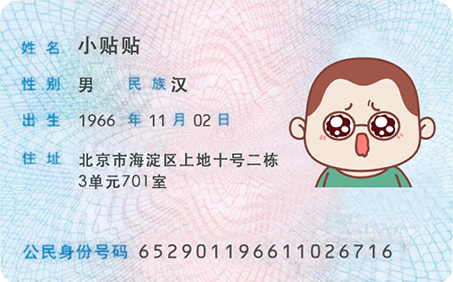 姓名 小贴贴
性别 男 民族 汉
出生 1966 年 11 月 02 日
住址 北京市海淀区上地十号二栋
3单元701室
公民身份号码 652901196611026716